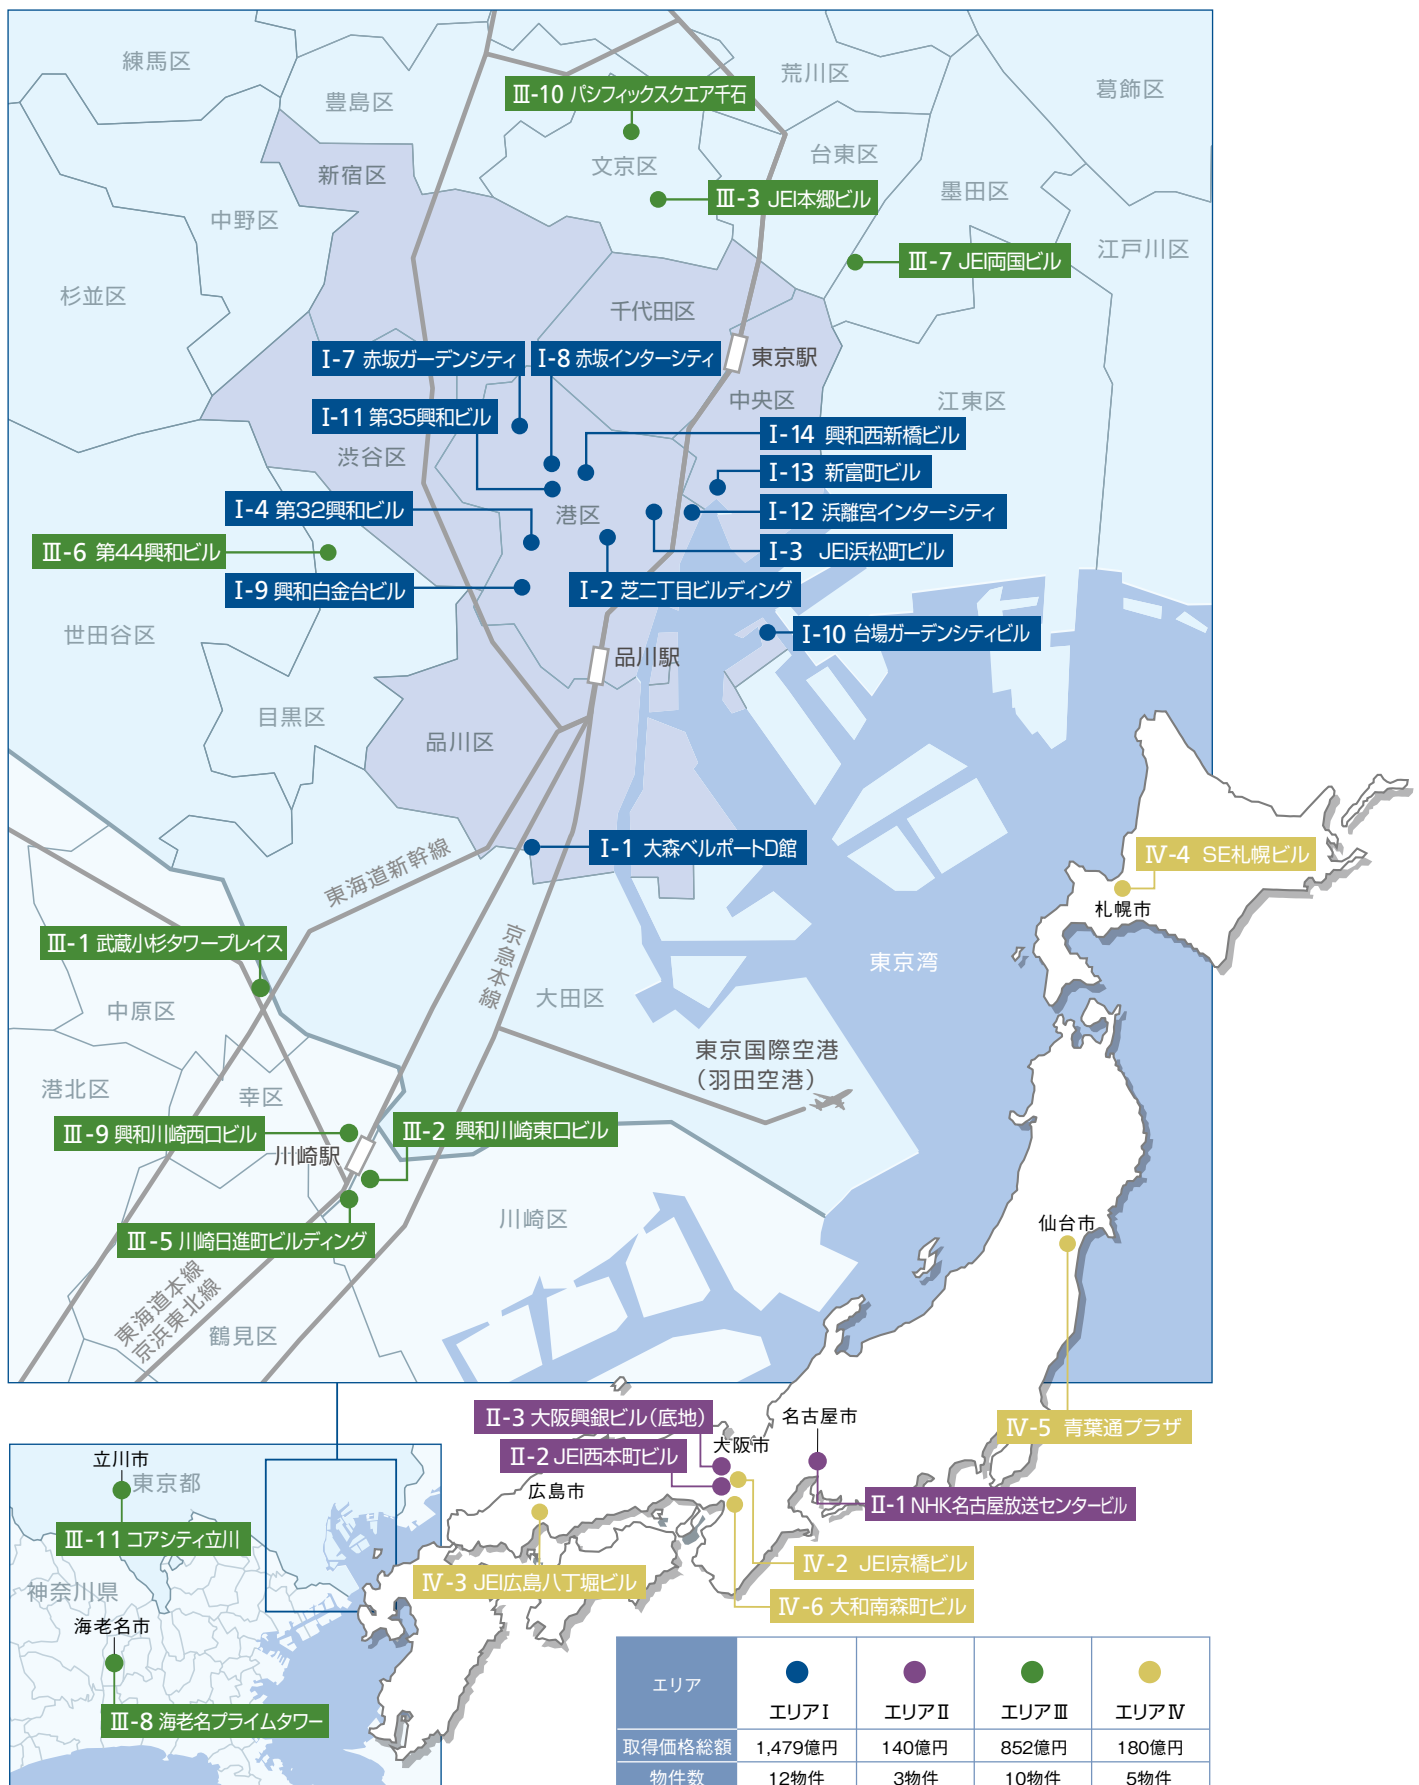 練馬区
豊島区
荒川区
葛飾区
Ⅲ-10 パシフィックスクエア千石
文京区
台東区
新宿区
墨田区
Ⅲ-3 JEI本郷ビル
中野区
江戸川区
Ⅲ-7 JEI両国ビル
杉並区
千代田区
Ⅰ-7 赤坂ガーデンシティ
Ⅰ-8 赤坂インターシティ
東京駅
中央区
江東区
Ⅰ-11 第35興和ビル
Ⅰ-14 興和西新橋ビル
渋谷区
Ⅰ-13 新富町ビル
Ⅰ-4 第32興和ビル
港区
Ⅰ-12 浜離宮インターシティ
Ⅲ-6 第44興和ビル
Ⅰ-3 JEI浜松町ビル
Ⅰ-9 興和白金台ビル
Ⅰ-2 芝二丁目ビルディング
世田谷区
Ⅰ-10 台場ガーデンシティビル
品川駅
目黒区
品川区
Ⅰ-1 大森ベルポートD館
Ⅳ-4 SE札幌ビル
東海道新幹線
札幌市
Ⅲ-1 武蔵小杉タワープレイス
京急本線
東京湾
大田区
中原区
東京国際空港
（羽田空港）
港北区
幸区
Ⅲ-9 興和川崎西口ビル
Ⅲ-2 興和川崎東口ビル
川崎駅
川崎区
仙台市
Ⅲ-5 川崎日進町ビルディング
東海道本線
京浜東北線
鶴見区
Ⅱ-3 大阪興銀ビル（底地）
名古屋市
Ⅳ-5 青葉通プラザ
大阪市
Ⅱ-2 JEI西本町ビル
立川市
東京都
広島市
Ⅱ-1 NHK名古屋放送センタービル
Ⅲ-11 コアシティ立川
Ⅳ-2 JEI京橋ビル
神奈川県
Ⅳ-3 JEI広島八丁堀ビル
Ⅳ-6 大和南森町ビル
海老名市
Ⅲ-8 海老名プライムタワー
エリア エリアⅠ エリアⅡ エリアⅢ エリアⅣ
取得価格総額 1,479億円 140億円 852億円 180億円
物件数 12物件 3物件 10物件 5物件